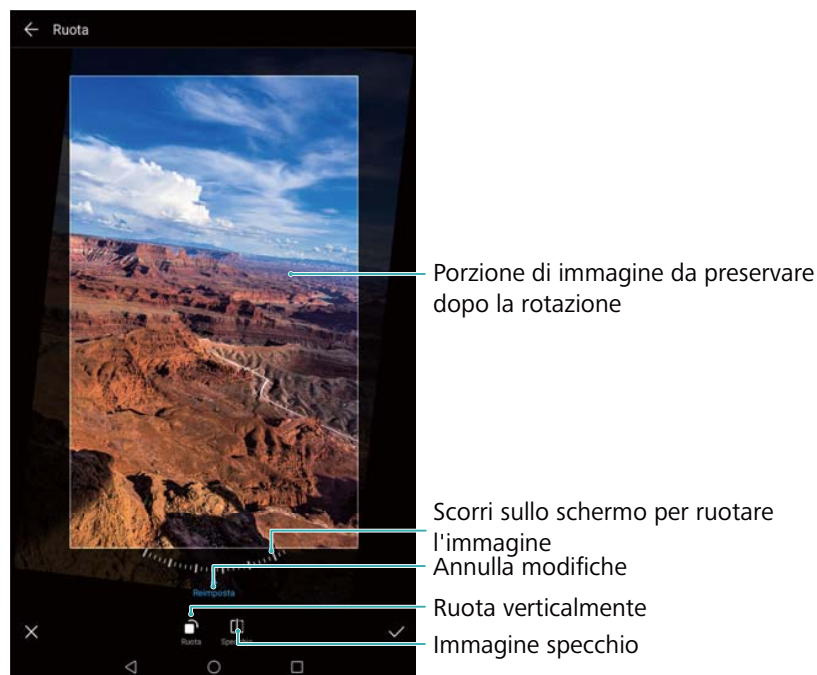 Ruota
Porzione di immagine da preservare
dopo la rotazione
Scorri sullo schermo per ruotare
l'immagine
Annulla modifiche
Reimposta
Ruota verticalmente
Immagine specchio
Ruota
Specchio